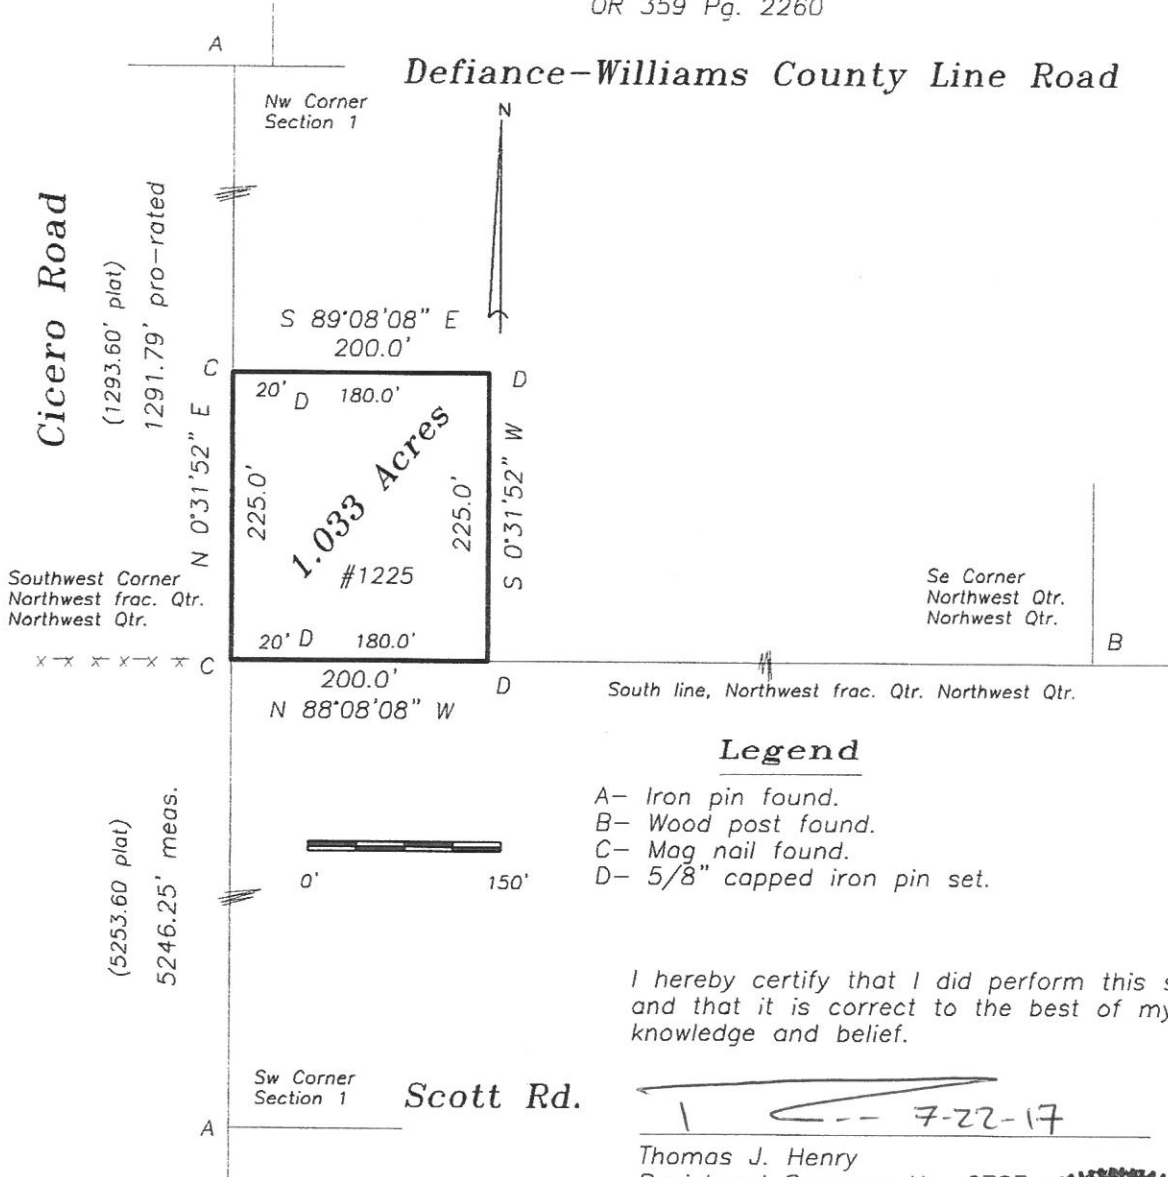 OR 359 Pg. 2260
A
Defiance-Williams County Line Road
Nw Corner
Section 1
N
Cicero Road
(1293.60' plat)
1291.79' pro-rated
S 89°08'08" E
200.0'
C
D
20' D 180.0'
N 0°31'52" E
225.0'
1.033 Acres
225.0'
S 0°31'52" W
#1225
Southwest Corner
Northwest frac. Qtr.
Northwest Qtr.
Se Corner
Northwest Qtr.
Norhwest Qtr.
B
20' D 180.0'
x-x x-x-x x C
200.0'
D
N 88°08'08" W
South line, Northwest frac. Qtr. Northwest Qtr.
Legend
A- Iron pin found.
B- Wood post found.
C- Mag nail found.
D- 5/8" capped iron pin set.
0' 150'
(5253.60 plat)
5246.25' meas.
I hereby certify that I did perform this s
and that it is correct to the best of my
knowledge and belief.
Sw Corner
Section 1
Scott Rd.
A
7-22-17
Thomas J. Henry